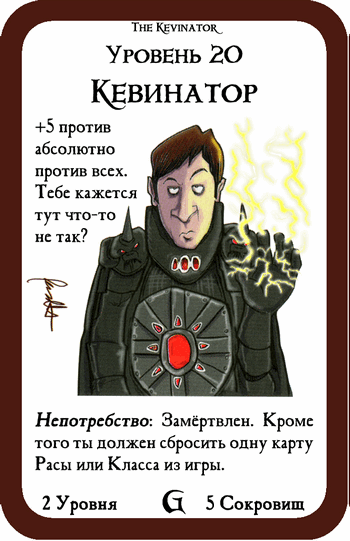 The Kevinator
Уровень 20
Кевинатор
+5 против
абсолютно
против всех.
Тебе кажется
тут что-то
не так?
Непотребство: Замёртвлен. Кроме
того ты должен сбросить одну карту
Расы или Класса из игры.
2 Уровня G 5 Сокровищ